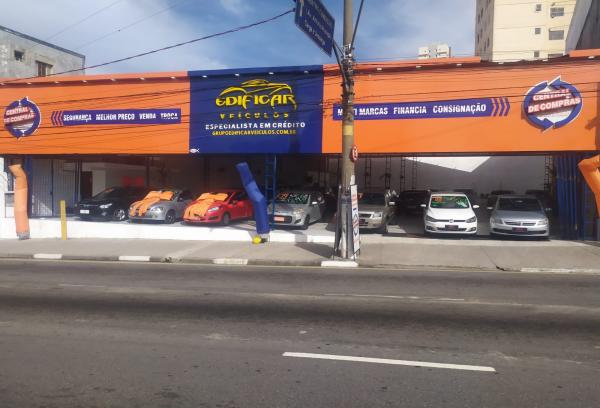 CENTRAL
DE COMPRAS
SEGURANÇA MELHOR PREÇO VENDA TROCA
EDIFICAR
VEÍCULOS
ESPECIALISTA EM CRÉDITO
GRUPOEDIFICARVEICULOS.COM.BR
MARCAS FINANCIA CONSIGNAÇÃO
CENTRAL
DE COMPRAS